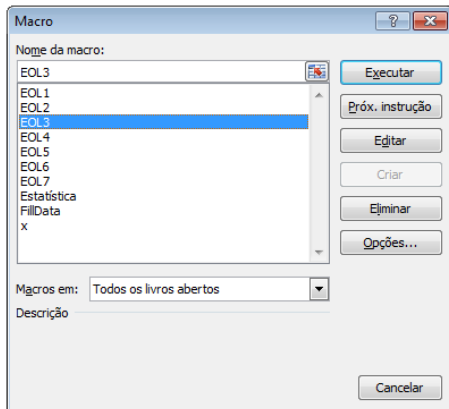 Macro
Nome da macro:
EOL3
EOL1
EOL2
EOL3
EOL4
EOL5
EOL6
EOL7
Estatística
FillData
x
Executar
Próx. instrução
Editar
Criar
Eliminar
Opções...
Macros em: Todos os livros abertos
Descrição
Cancelar